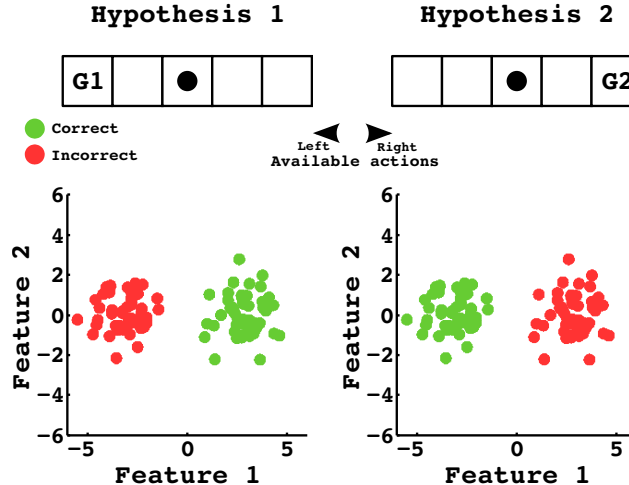 Hypothesis 1
Hypothesis 2
G1
G2
Correct
Incorrect
Left
Right
Available actions
6
4
2
0
−2
−4
−6
Feature 2
−5
0
5
Feature 1
6
4
2
0
−2
−4
−6
Feature 2
−5
0
5
Feature 1